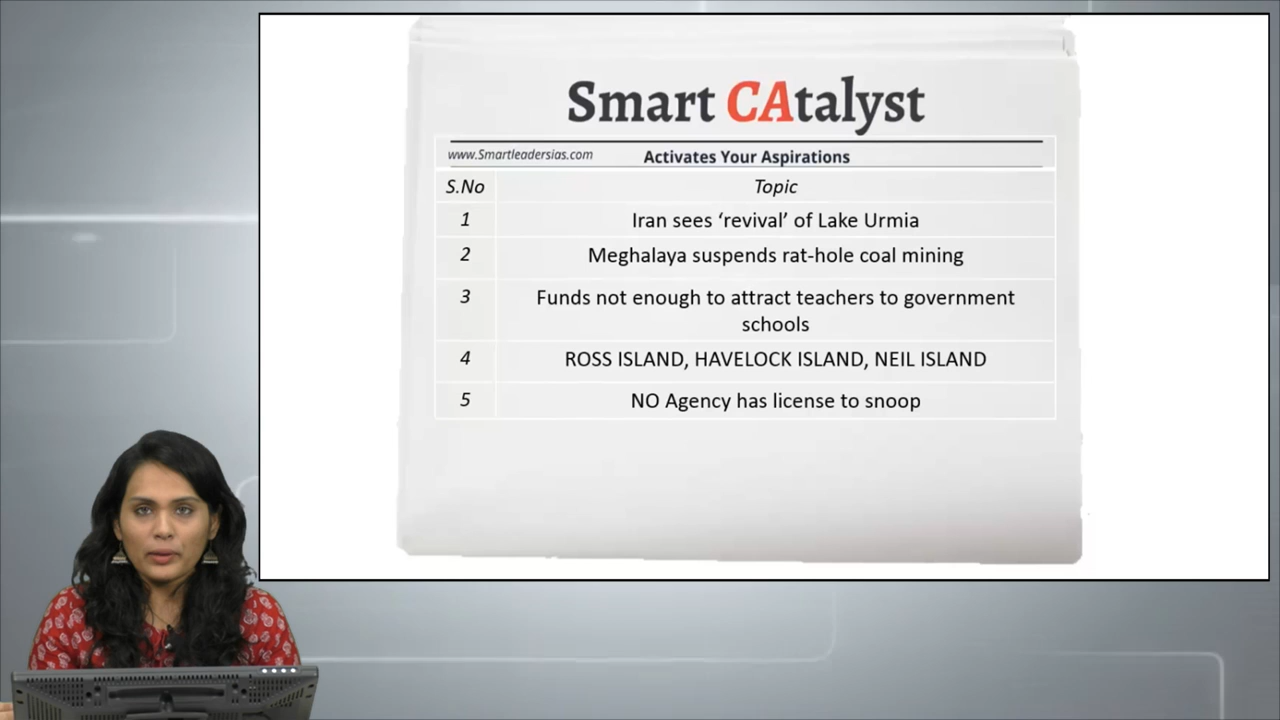 Smart CAtalyst
www.Smartleadersias.com Activates Your Aspirations
S.No Topic
1 Iran sees ‘revival’ of Lake Urmia
2 Meghalaya suspends rat-hole coal mining
3 Funds not enough to attract teachers to government
schools
4 ROSS ISLAND, HAVELOCK ISLAND, NEIL ISLAND
5 NO Agency has license to snoop